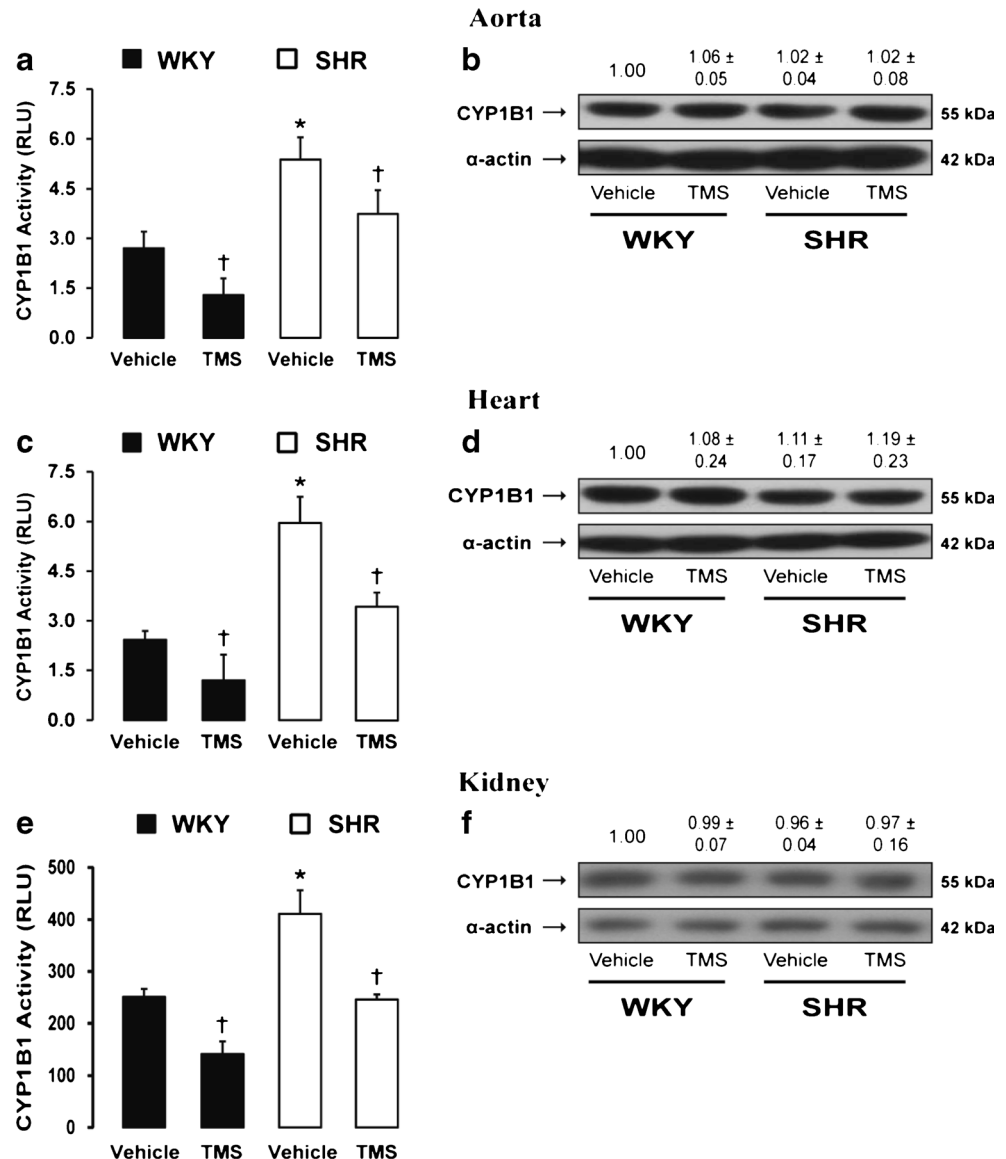 Aorta
a
WKY SHR
CYP1B1 Activity (RLU)
7.5
6.0
4.5
3.0
1.5
0.0
*
†
†
Vehicle TMS Vehicle TMS
b
1.00 1.06 ± 0.05 1.02 ± 0.04 1.02 ± 0.08
CYP1B1 → 55 kDa
α-actin → 42 kDa
Vehicle TMS Vehicle TMS
WKY SHR
Heart
c
WKY SHR
CYP1B1 Activity (RLU)
7.5
6.0
4.5
3.0
1.5
0.0
*
†
†
Vehicle TMS Vehicle TMS
d
1.00 1.08 ± 0.24 1.11 ± 0.17 1.19 ± 0.23
CYP1B1 → 55 kDa
α-actin → 42 kDa
Vehicle TMS Vehicle TMS
WKY SHR
Kidney
e
WKY SHR
CYP1B1 Activity (RLU)
500
400
300
200
100
0
*
†
†
Vehicle TMS Vehicle TMS
f
1.00 0.99 ± 0.07 0.96 ± 0.04 0.97 ± 0.16
CYP1B1 → 55 kDa
α-actin → 42 kDa
Vehicle TMS Vehicle TMS
WKY SHR